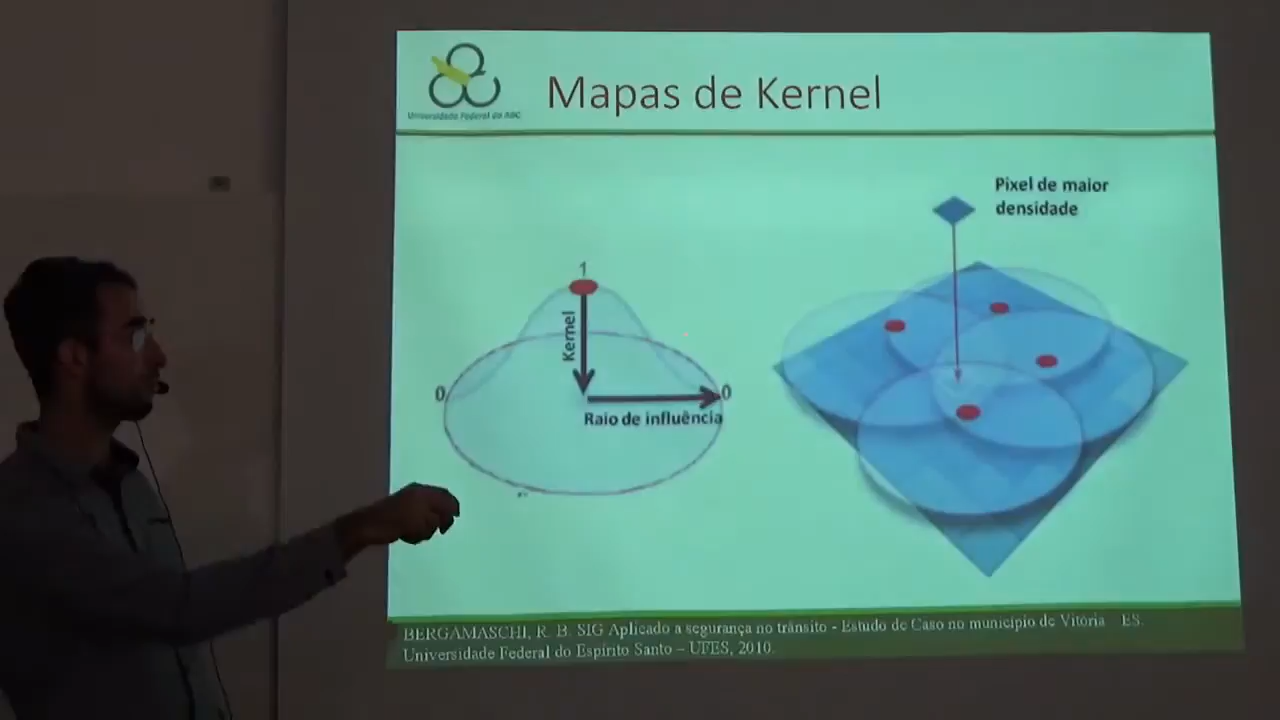 Universidade Federal do ABC
Mapas de Kernel
Pixel de maior
densidade
1
Kernel
0
0
Raio de influência
BERGAMASCHI, R. B. SIG Aplicado a segurança no trânsito - Estudo de Caso no município de Vitória – ES.
Universidade Federal do Espírito Santo – UFES, 2010.